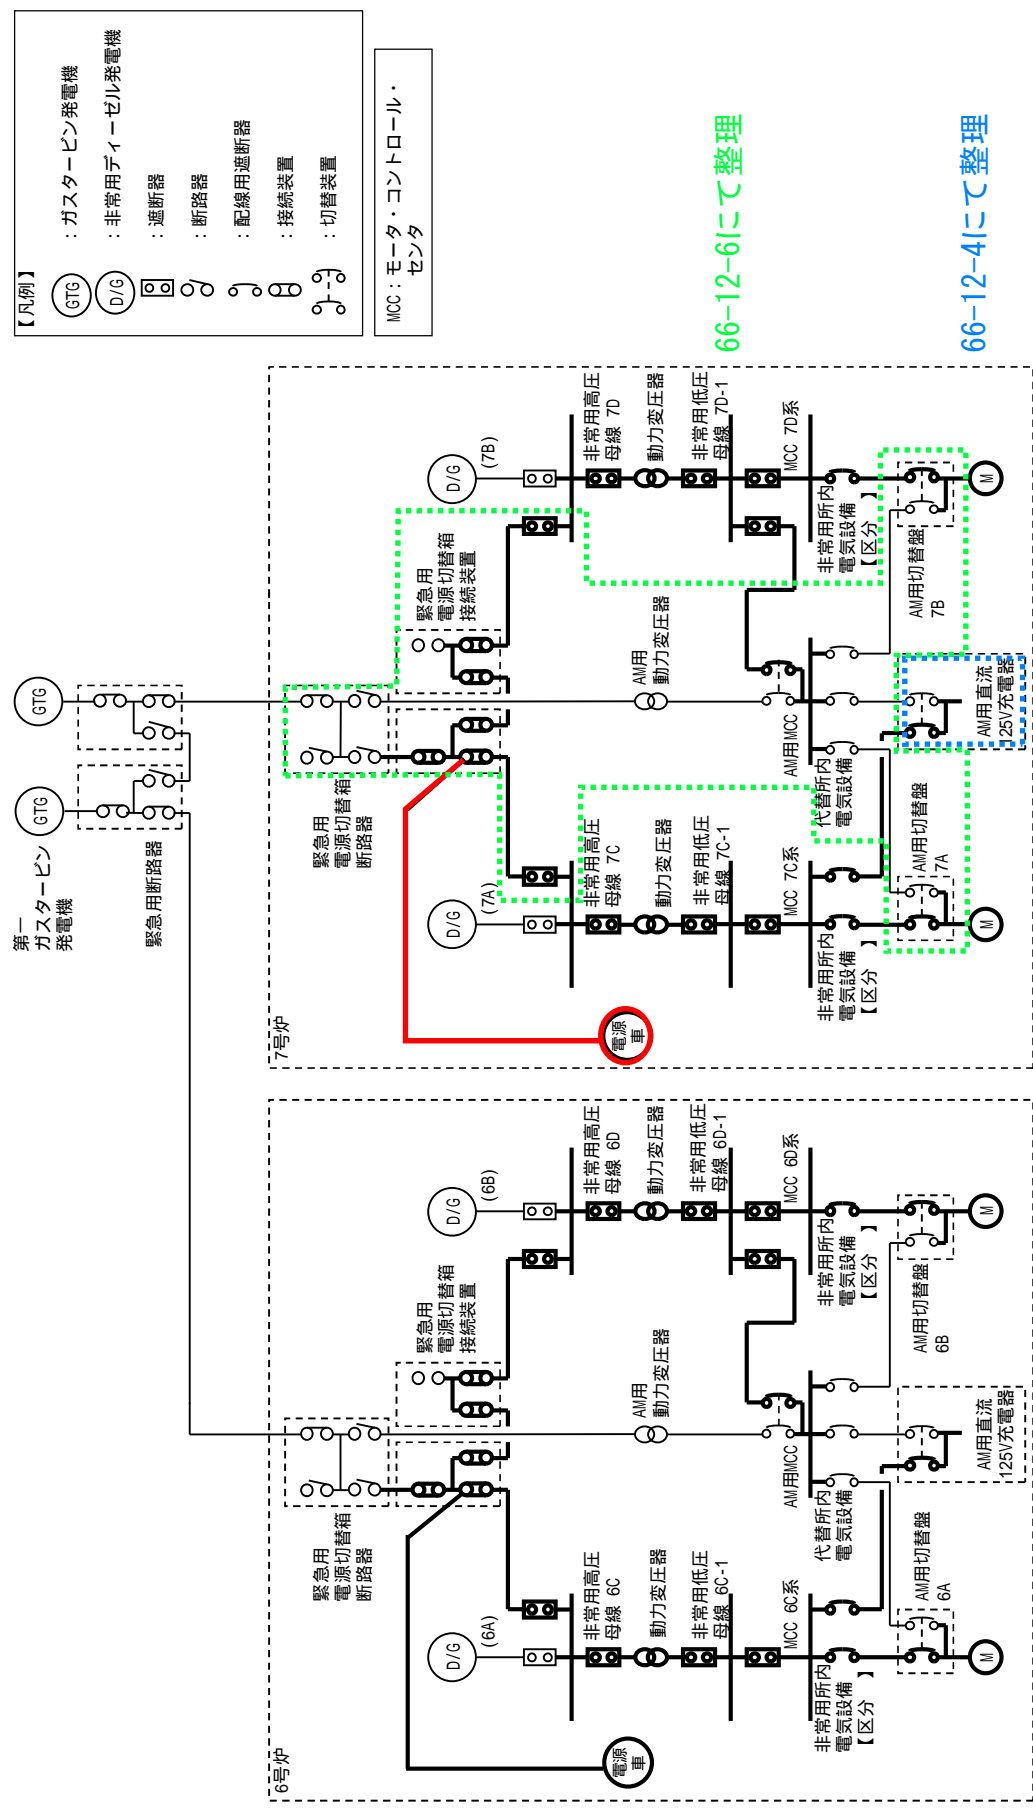 【凡例】
GTG
：ガスタービン発電機
D/G
：非常用ディーゼル発電機
：遮断器
：断路器
：配線用遮断器
：接続装置
：切替装置
MCC：モータ・コントロール・
センタ
66-12-6にて整理
66-12-4にて整理
第一
ガスタービン
発電機
GTG
GTG
緊急用断路器
7号炉
緊急用
電源切替箱
断路器
緊急用
電源切替箱
接続装置
D/G
(7A)
D/G
(7B)
非常用高圧
母線 7C
非常用高圧
母線 7D
動力変圧器
AM用
動力変圧器
動力変圧器
非常用低圧
母線 7C-1
非常用低圧
母線 7D-1
MCC 7C系
AM用MCC
MCC 7D系
非常用所内
電気設備
【区分　】
代替所内
電気設備
非常用所内
電気設備
【区分　】
AM用切替盤
7A
AM用切替盤
7B
AM用直流
125V充電器
M
M
電源
車
6号炉
緊急用
電源切替箱
断路器
緊急用
電源切替箱
接続装置
D/G
(6A)
D/G
(6B)
非常用高圧
母線 6C
非常用高圧
母線 6D
動力変圧器
AM用
動力変圧器
動力変圧器
非常用低圧
母線 6C-1
非常用低圧
母線 6D-1
MCC 6C系
AM用MCC
MCC 6D系
非常用所内
電気設備
【区分　】
代替所内
電気設備
非常用所内
電気設備
【区分　】
AM用切替盤
6A
AM用切替盤
6B
AM用直流
125V充電器
M
M
電源
車